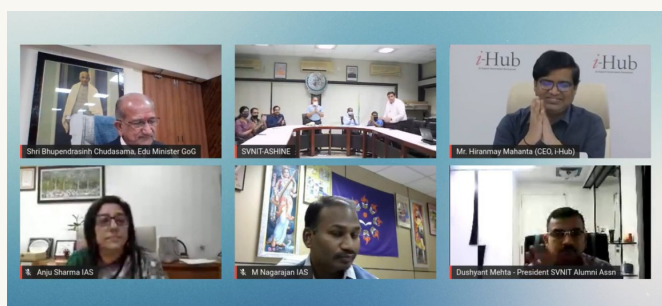 i-Hub
i-Hub
Shri Bhupendrasinh Chudasama, Edu Minister GoG
SVNIT-ASHINE
Mr. Hiranmay Mahanta (CEO, i-Hub)
Anju Sharma IAS
M Nagarajan IAS
Dushyant Mehta - President SVNIT Alumni Assn